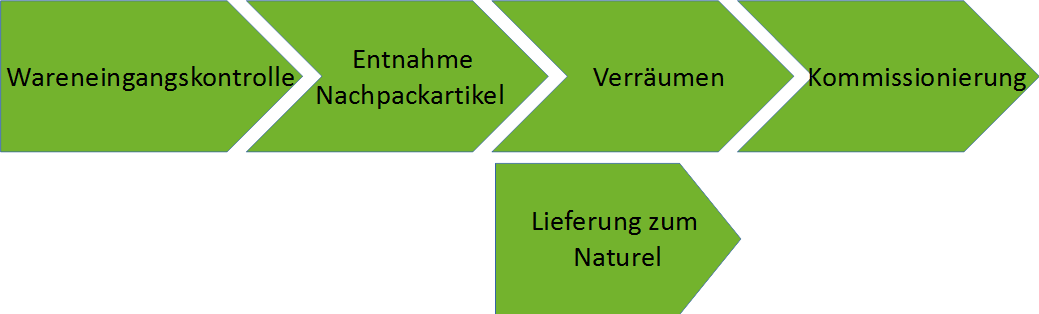 Wareneingangskontrolle
Entnahme
Nachpackartikel
Verräumen
Kommissionierung
Lieferung zum
Naturel